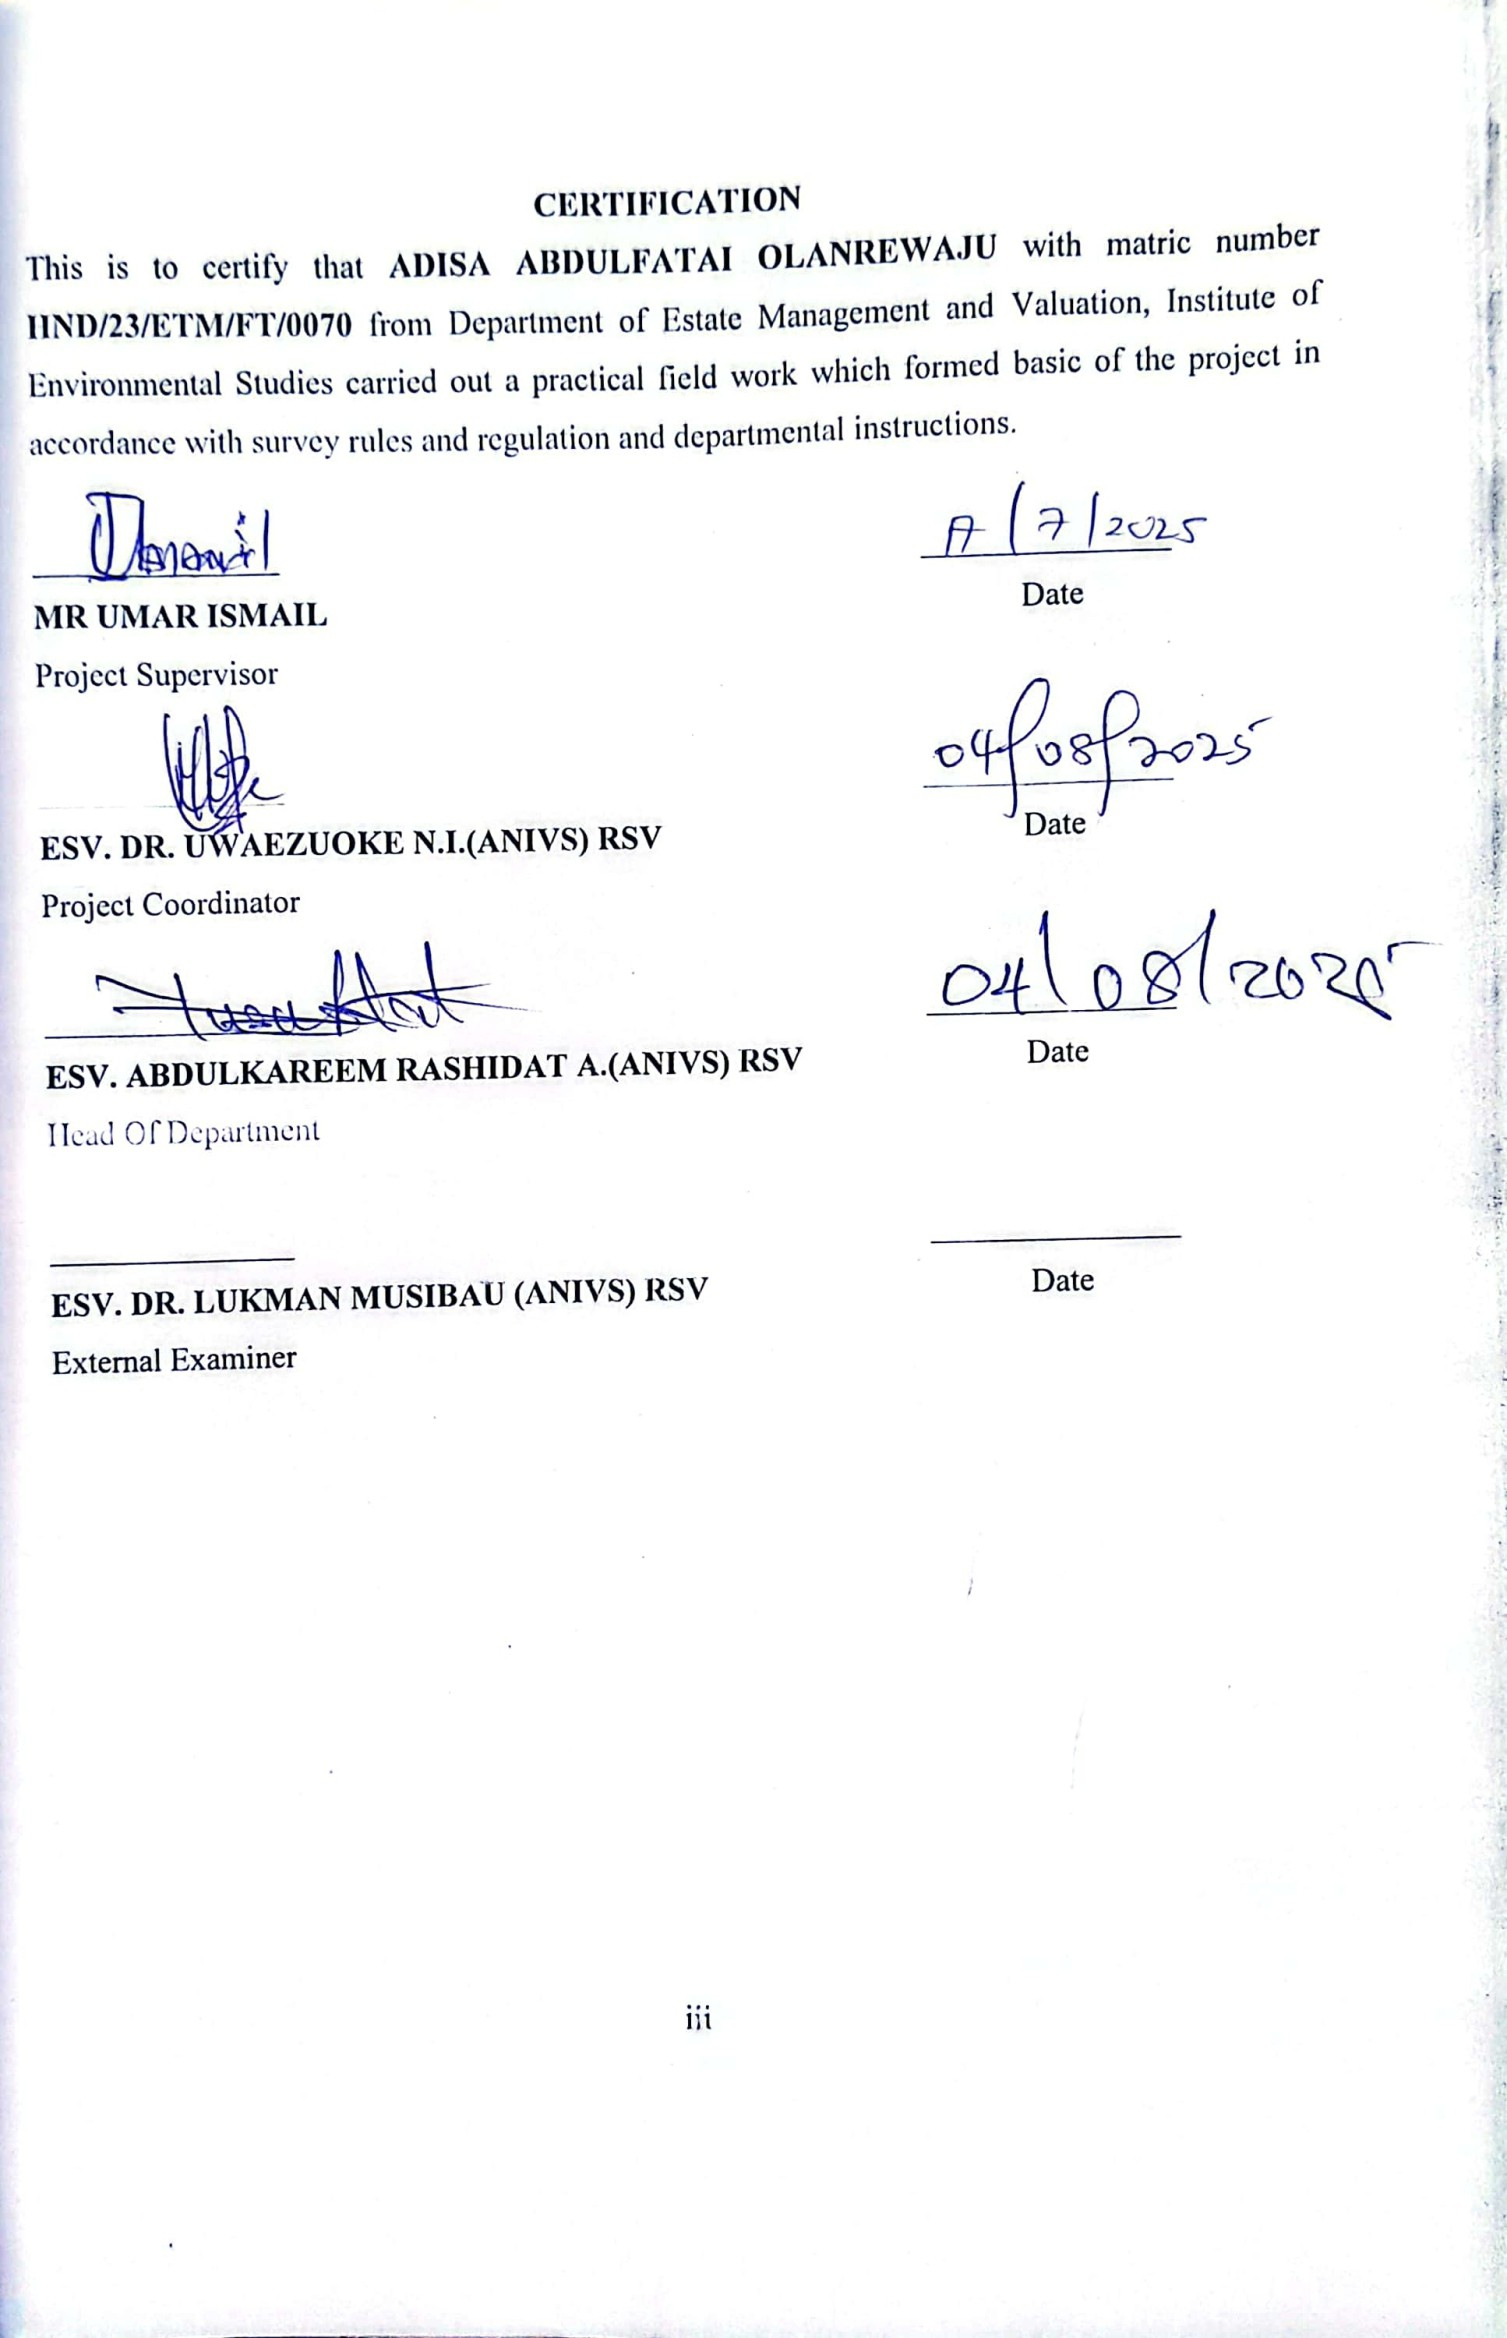 CERTIFICATION
This is to certify that ADISA ABDULFATAI OLANREWAJU with matric number
HND/23/ETM/FT/0070 from Department of Estate Management and Valuation, Institute of
Environmental Studies carried out a practical field work which formed basic of the project in
accordance with survey rules and regulation and departmental instructions.
/7/2025
MR UMAR ISMAIL
Date
Project Supervisor
04/08/2025
ESV. DR. UWAEZUOKE N.I.(ANIVS) RSV
Date
Project Coordinator
04/08/2025
ESV. ABDULKAREEM RASHIDAT A.(ANIVS) RSV
Date
Head Of Department
ESV. DR. LUKMAN MUSIBAU (ANIVS) RSV
Date
External Examiner
iii